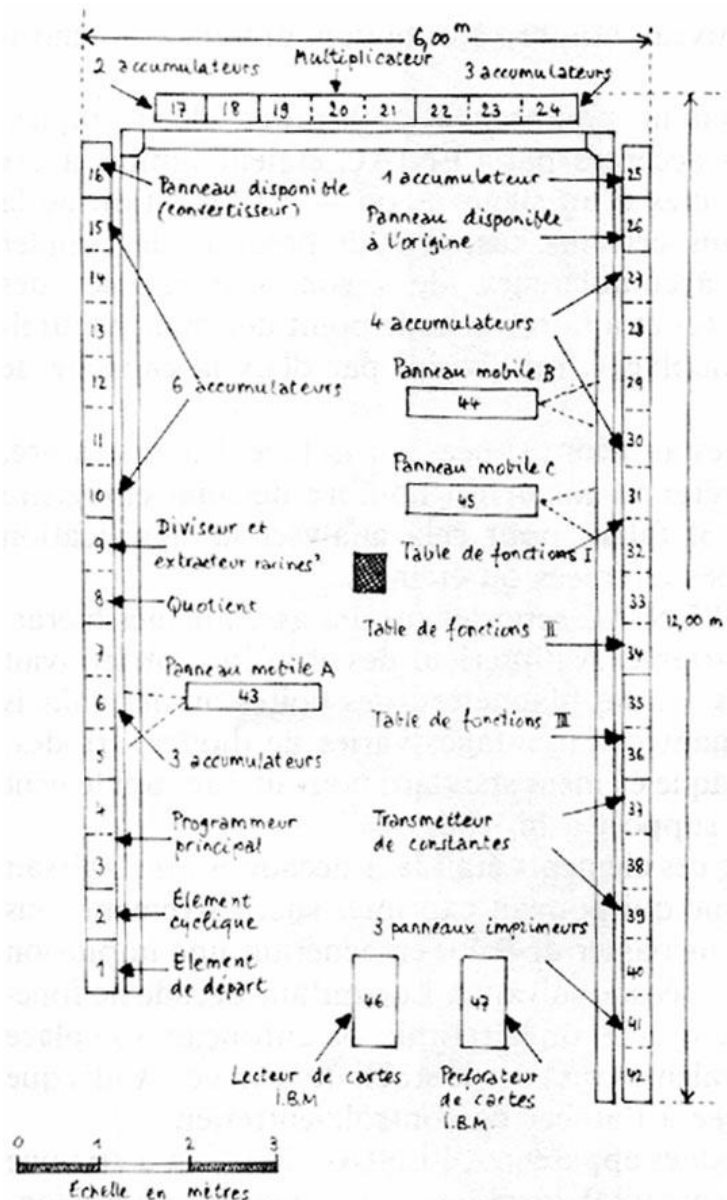 6,00 m
Multiplicateur
2 accumulateurs
3 accumulateurs
17 18 19 20 21 22 23 24
16
Panneau disponible
(convertisseur)
1 accumulateur
25
15
Panneau disponible
à l'origine
26
14
27
13
4 accumulateurs
28
12
6 accumulateurs
Panneau mobile B
44
29
11
30
Panneau mobile C
45
10
31
9
Diviseur et
extracteur racines²
Table de fonctions I
32
8
Quotient
33
Table de fonctions II
12,00 m
7
34
Panneau mobile A
43
6
35
Table de fonctions III
5
3 accumulateurs
36
4
Programmeur
principal
Transmetteur
de constantes
37
3
38
2
Élement
cyclique
3 panneaux imprimeurs
39
1
Élement
de départ
40
46
47
41
Lecteur de cartes
I.B.M
Perforateur
de cartes
I.B.M.
42
0 1 2 3
Echelle en mètres